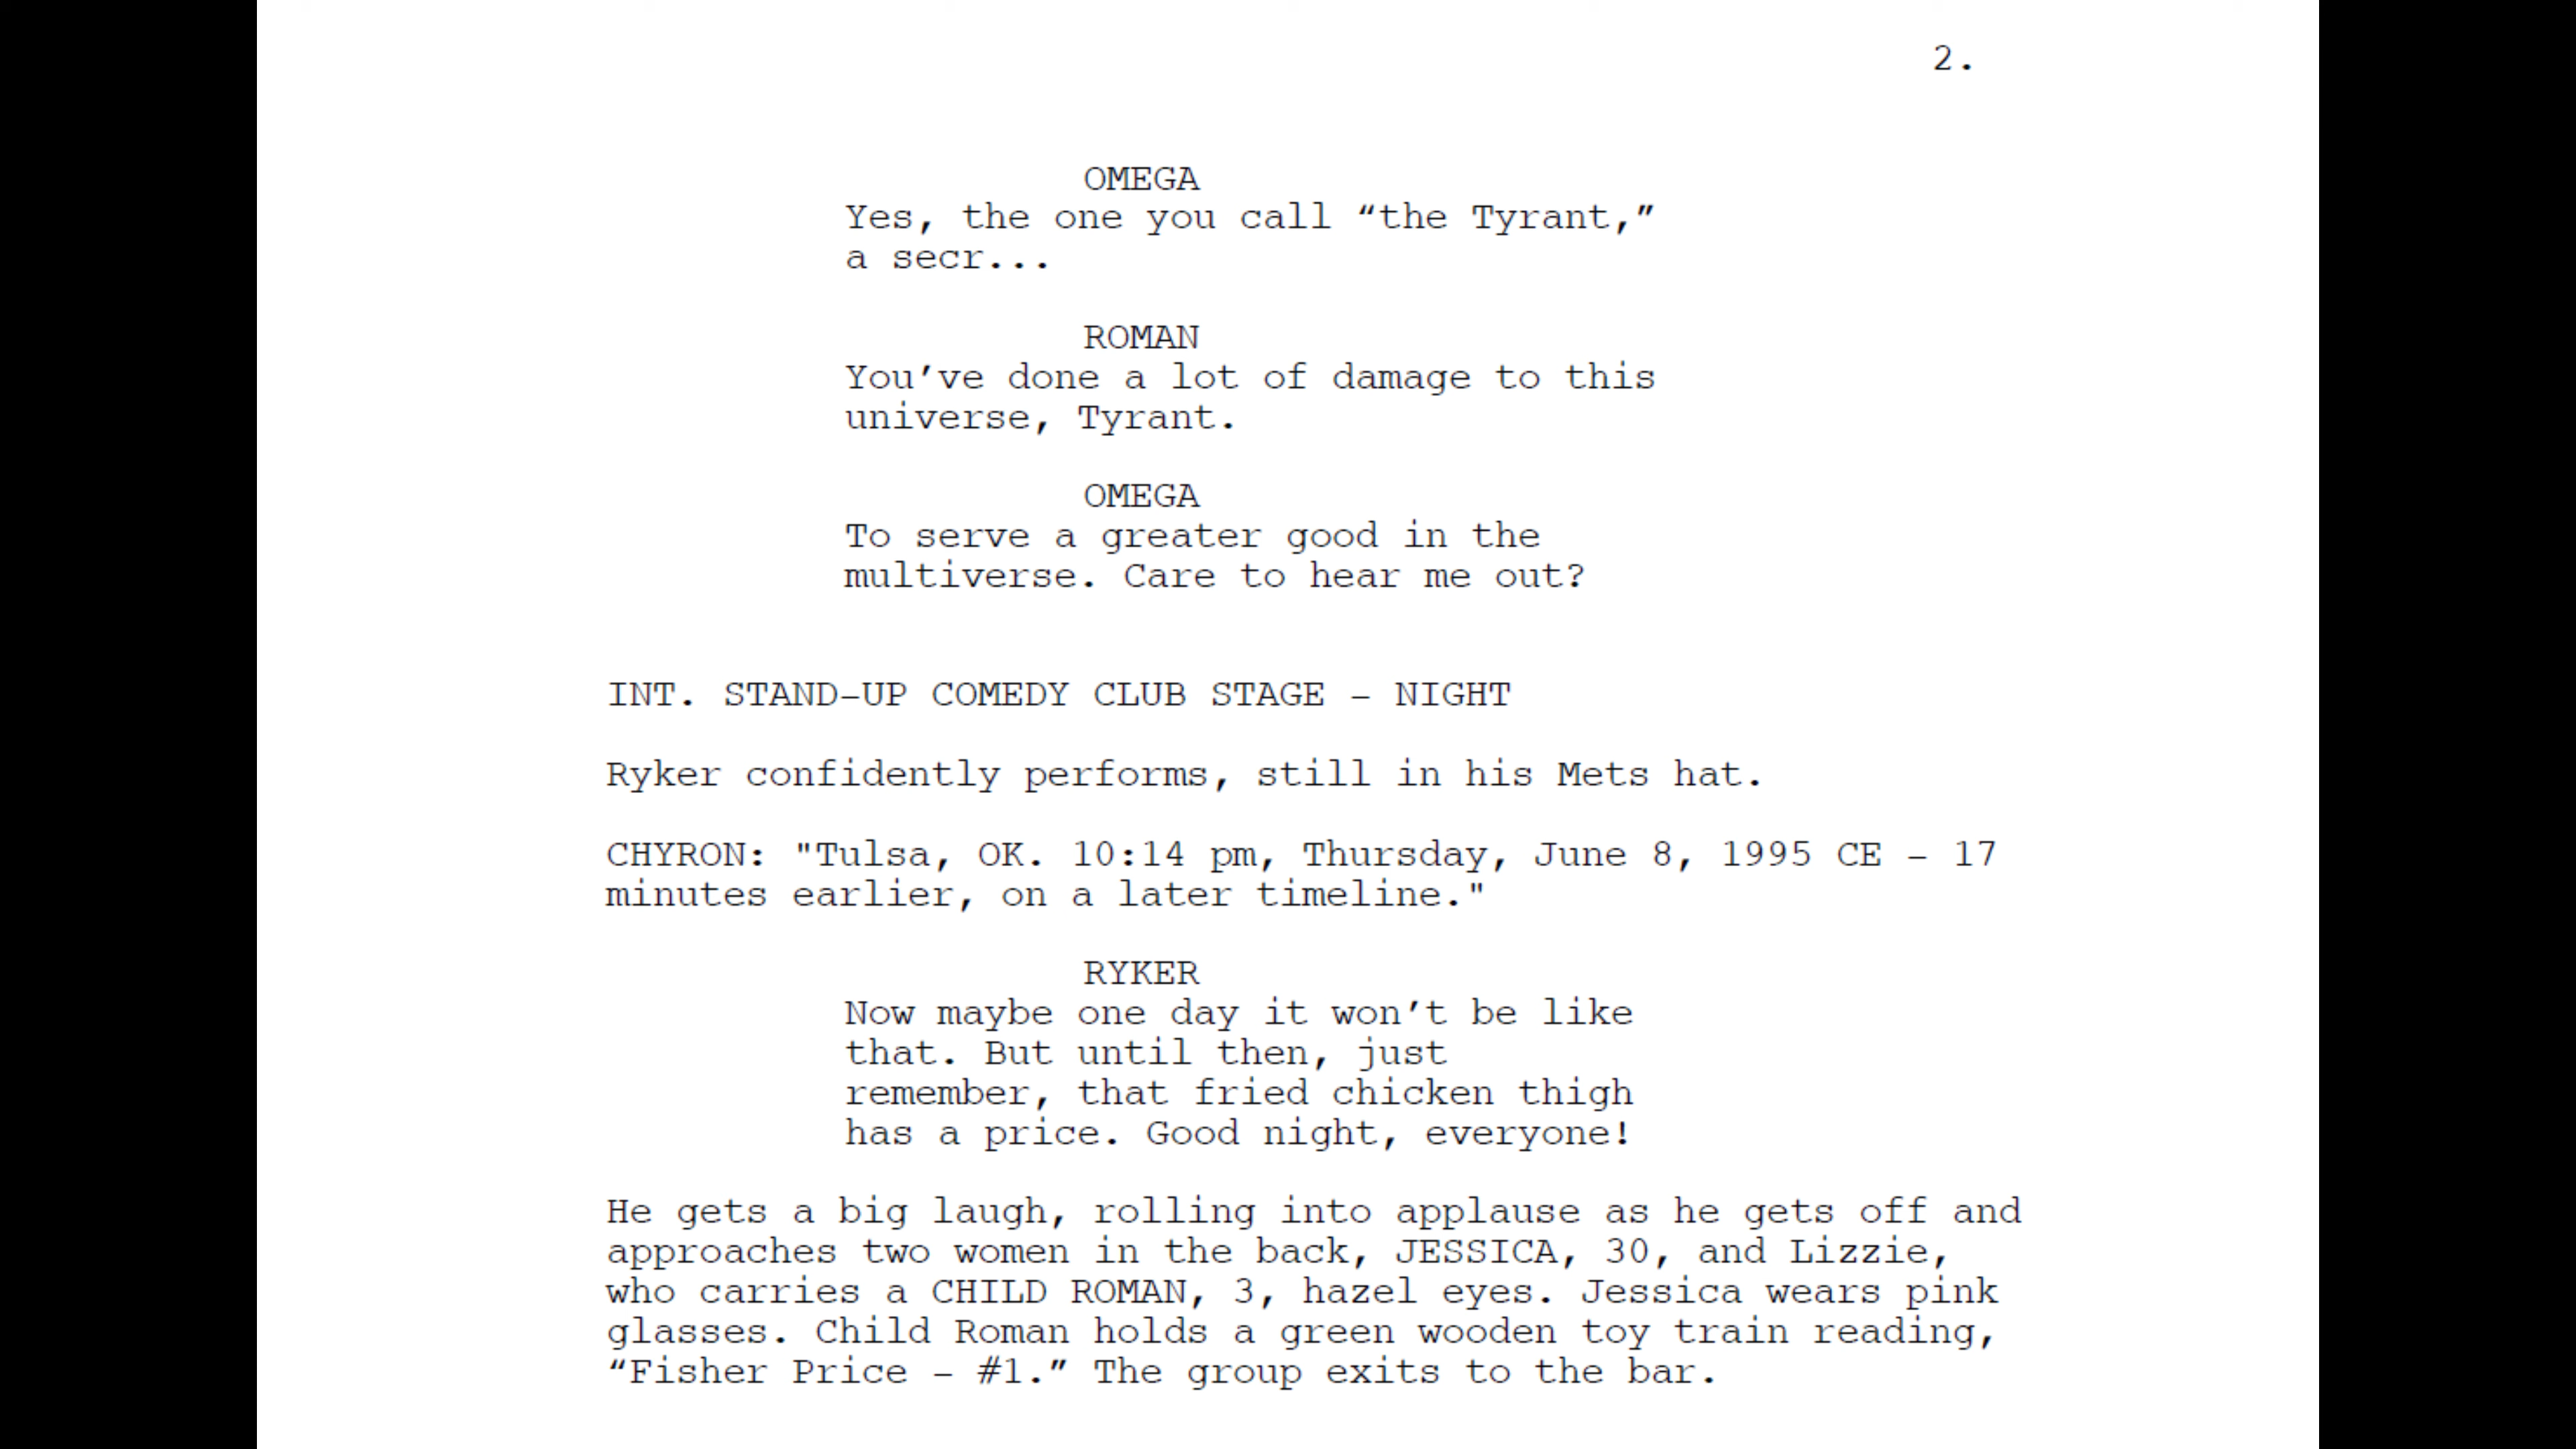 2.
OMEGA
Yes, the one you call “the Tyrant,”
a secr...
ROMAN
You’ve done a lot of damage to this
universe, Tyrant.
OMEGA
To serve a greater good in the
multiverse. Care to hear me out?
INT. STAND-UP COMEDY CLUB STAGE – NIGHT
Ryker confidently performs, still in his Mets hat.
CHYRON: "Tulsa, OK. 10:14 pm, Thursday, June 8, 1995 CE – 17
minutes earlier, on a later timeline."
RYKER
Now maybe one day it won’t be like
that. But until then, just
remember, that fried chicken thigh
has a price. Good night, everyone!
He gets a big laugh, rolling into applause as he gets off and
approaches two women in the back, JESSICA, 30, and Lizzie,
who carries a CHILD ROMAN, 3, hazel eyes. Jessica wears pink
glasses. Child Roman holds a green wooden toy train reading,
“Fisher Price – #1.” The group exits to the bar.